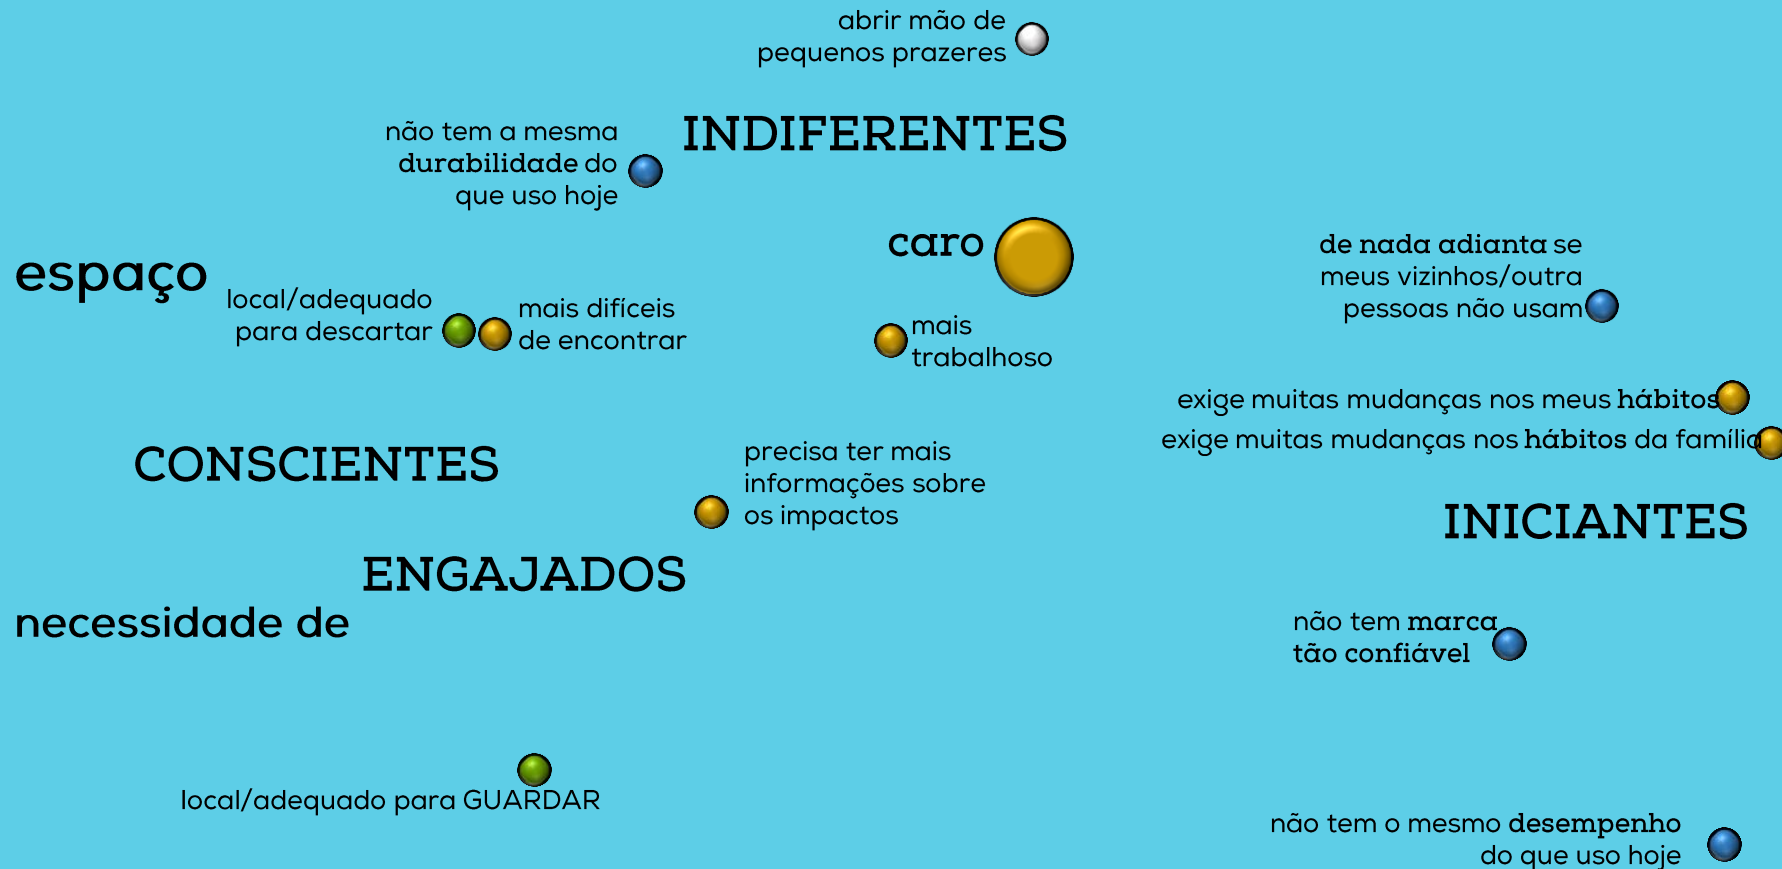 abrir mão de
pequenos prazeres
INDIFERENTES
não tem a mesma
durabilidade do
que uso hoje
caro
de nada adianta se
meus vizinhos/outra
pessoas não usam
espaço
local/adequado
para descartar
mais difíceis
de encontrar
mais
trabalhoso
exige muitas mudanças nos meus hábitos
exige muitas mudanças nos hábitos da família
CONSCIENTES
precisa ter mais
informações sobre
os impactos
INICIANTES
ENGAJADOS
necessidade de
não tem marca
tão confiável
local/adequado para GUARDAR
não tem o mesmo desempenho
do que uso hoje